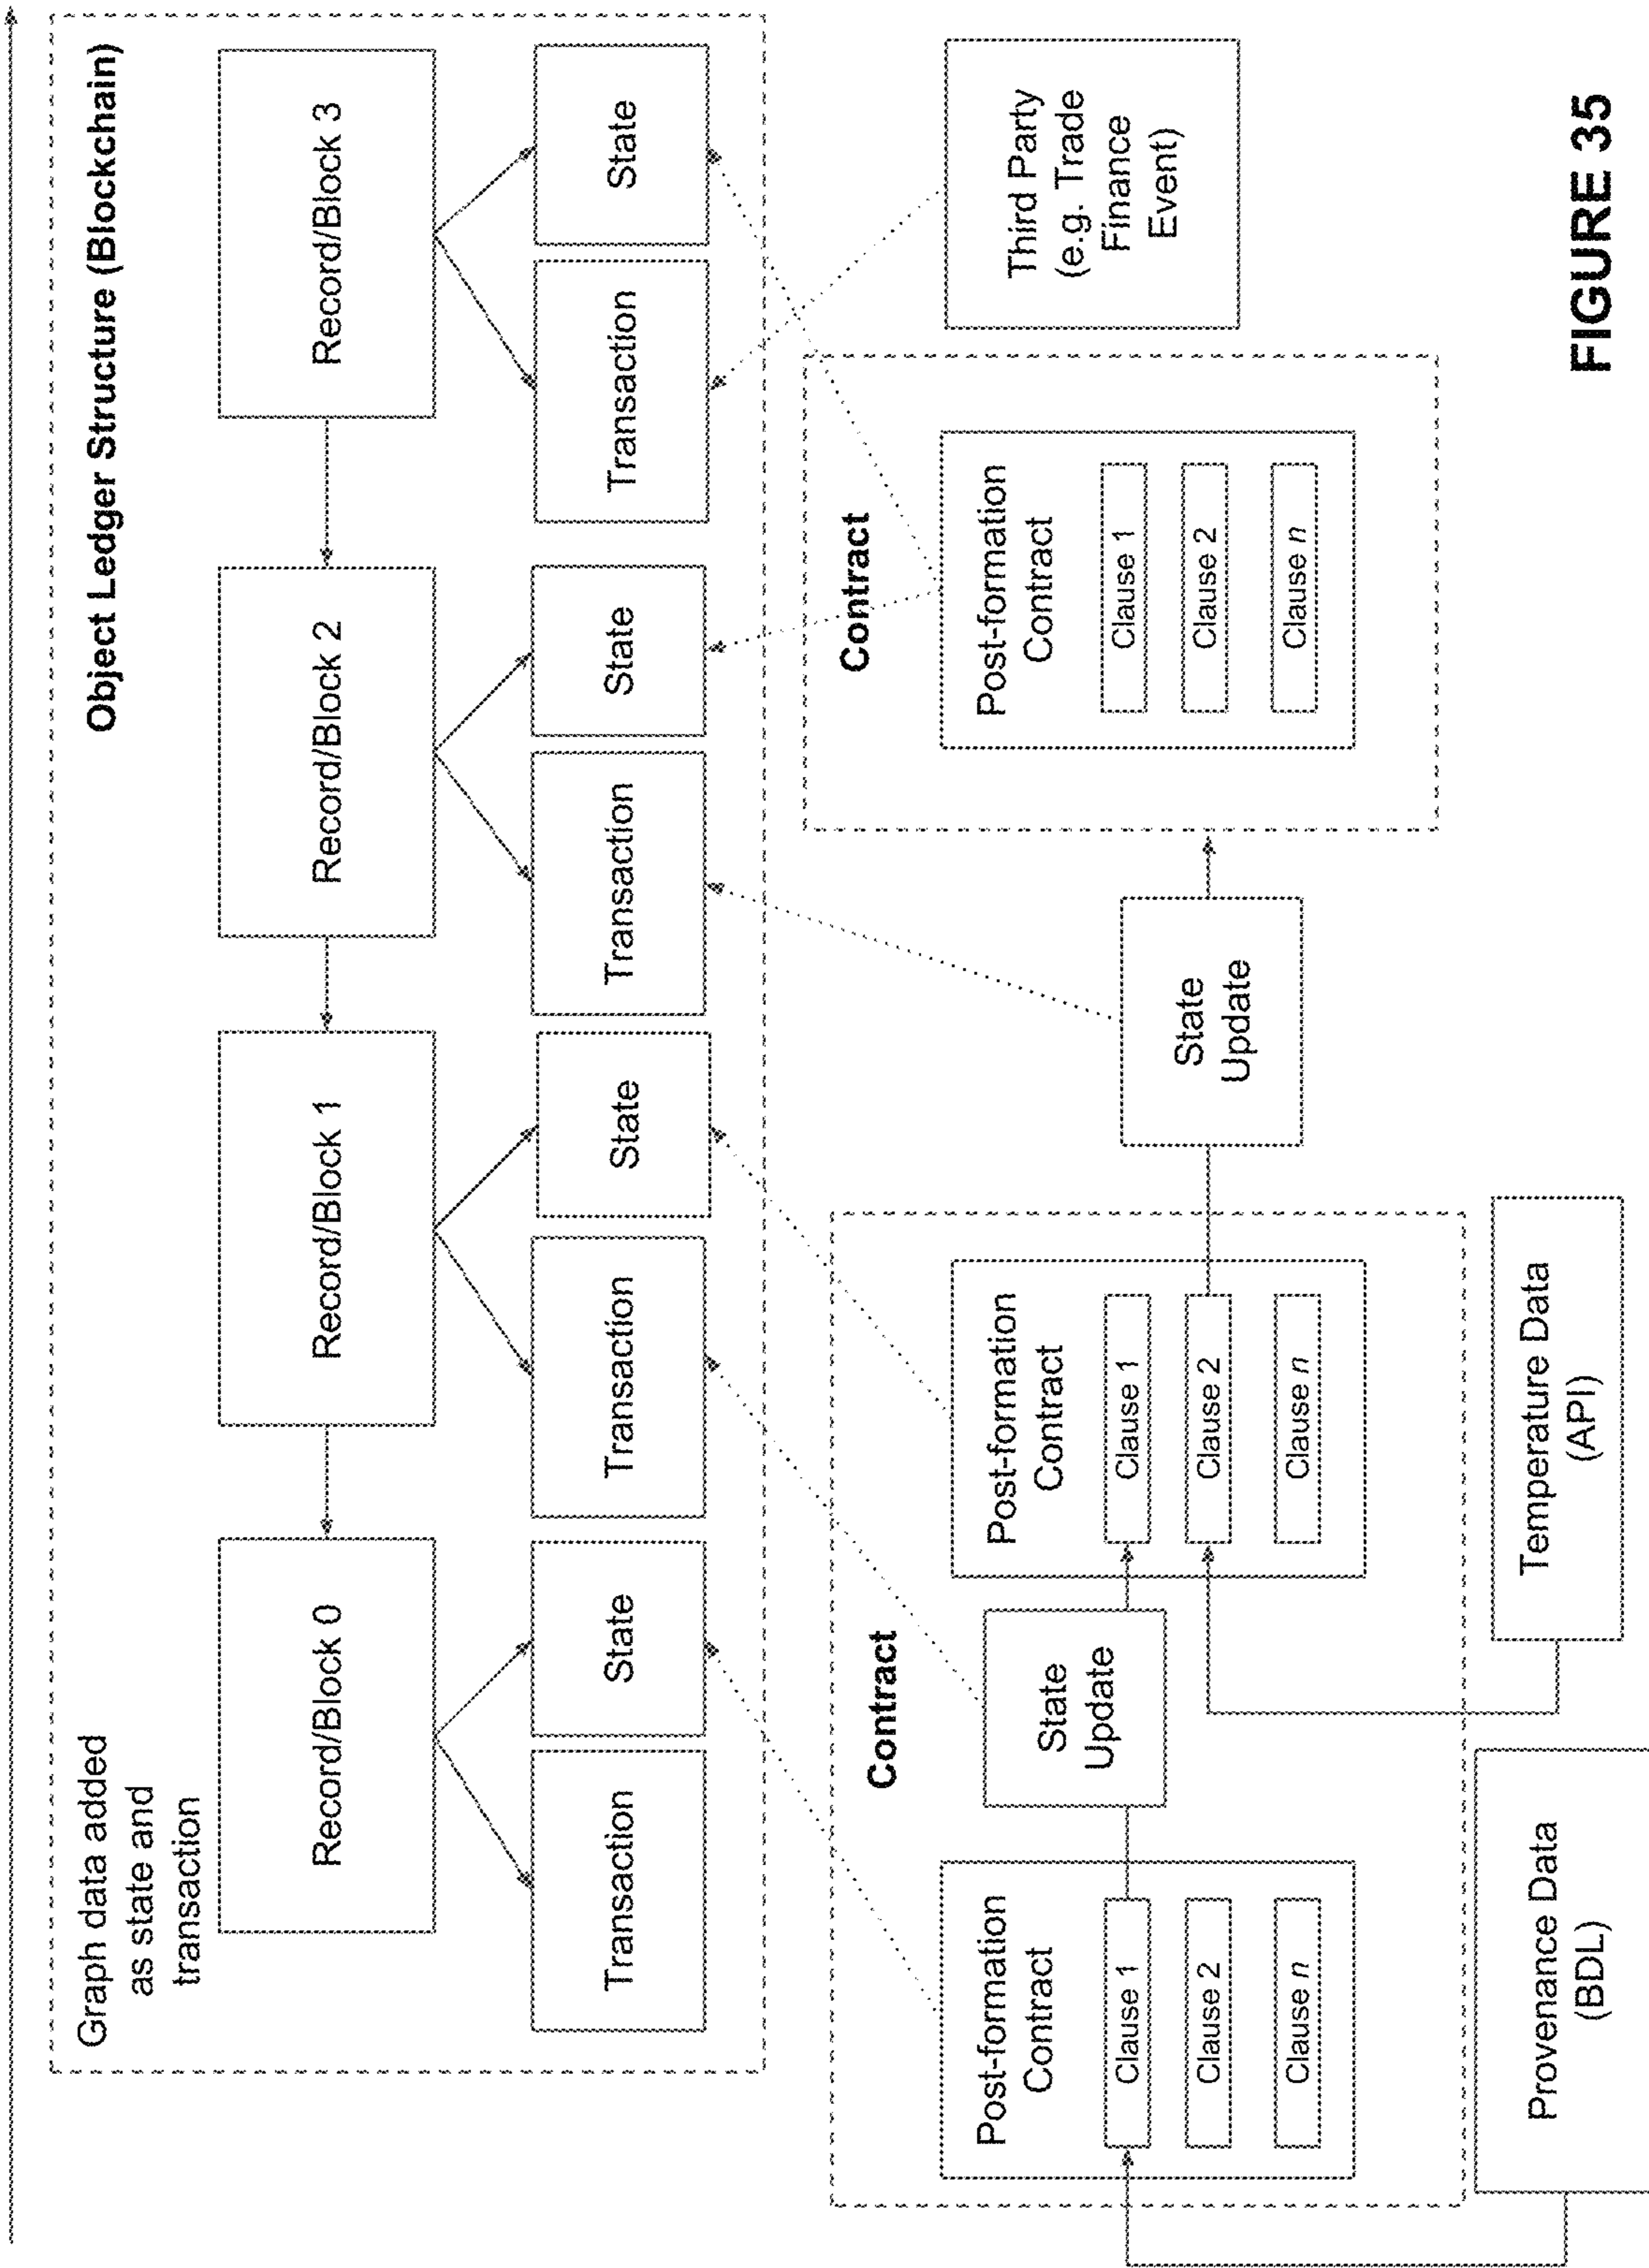 Graph data added
as state and
transaction
Object Ledger Structure (Blockchain)
Record/Block 0
Record/Block 1
Record/Block 2
Record/Block 3
Transaction
State
Transaction
State
Transaction
State
Transaction
State
Contract
Post-formation
Contract
Clause 1
Clause 2
Clause n
State
Update
Post-formation
Contract
Clause 1
Clause 2
Clause n
State
Update
Contract
Post-formation
Contract
Clause 1
Clause 2
Clause n
Third Party
(e.g. Trade
Finance
Event)
Provenance Data
(BDL)
Temperature Data
(API)
FIGURE 35